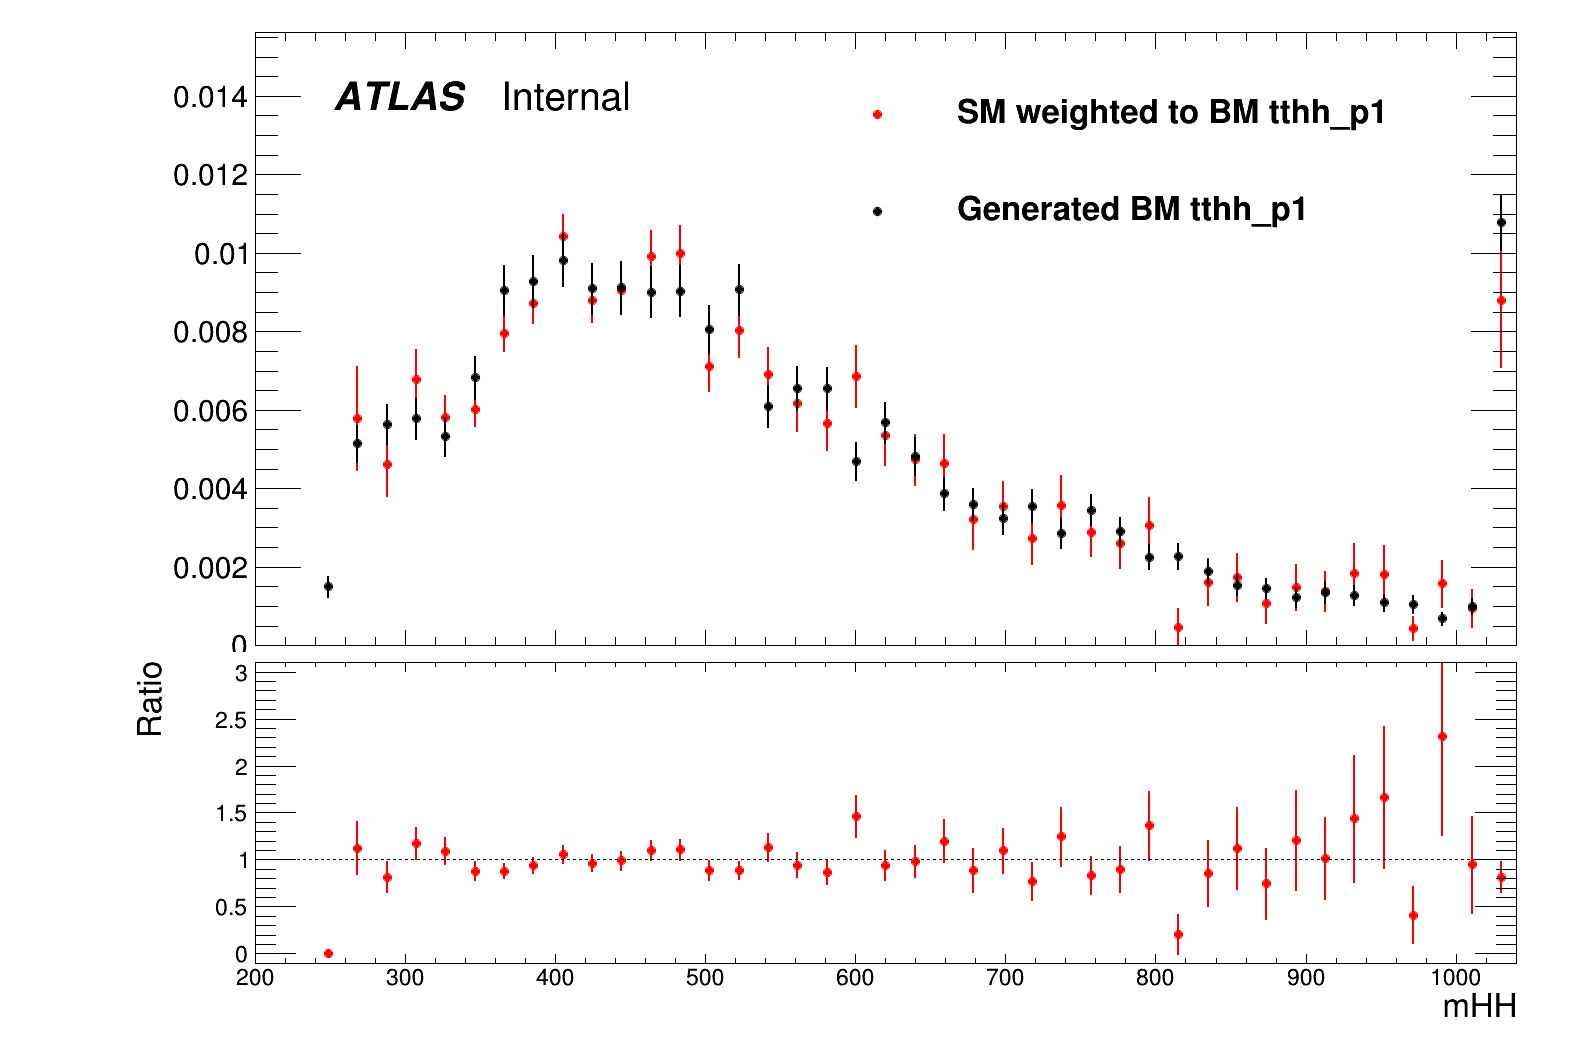 ATLAS Internal
SM weighted to BM tthh_p1
Generated BM tthh_p1
0.014
0.012
0.01
0.008
0.006
0.004
0.002
0
Ratio
3
2.5
2
1.5
1
0.5
0
200 300 400 500 600 700 800 900 1000
mHH